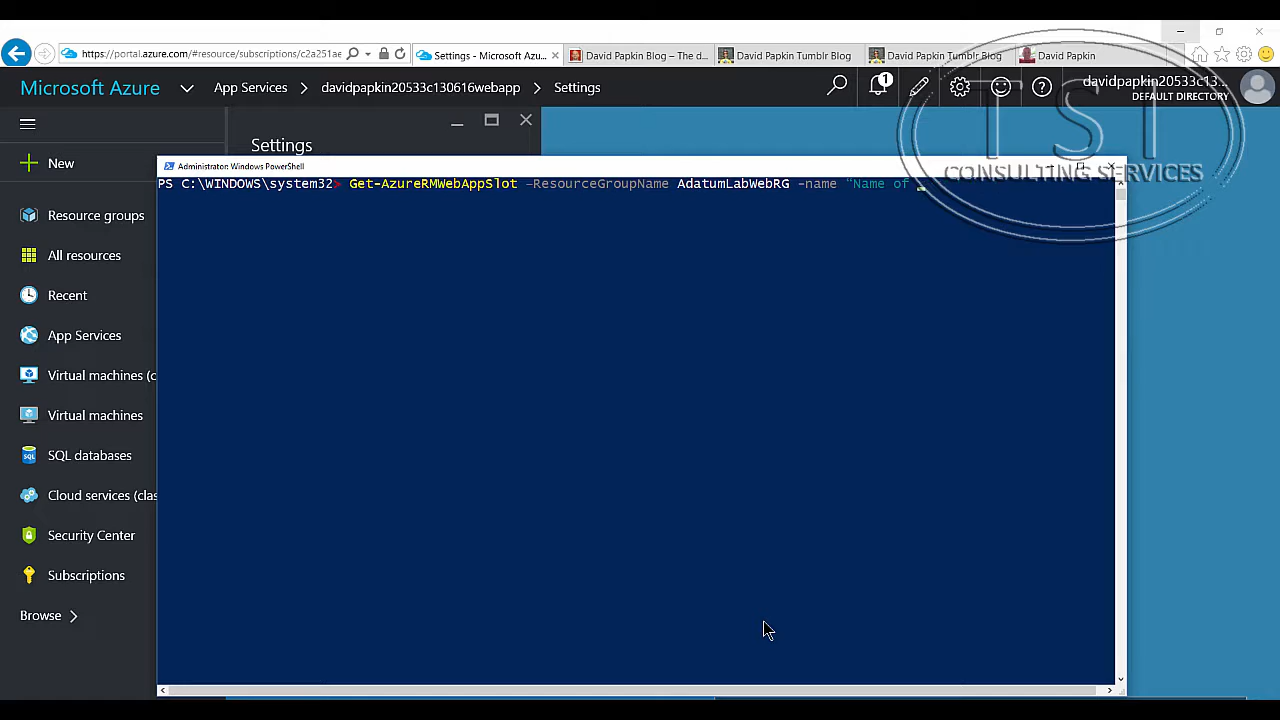 https://portal.azure.com/#resource/subscriptions/c2a251ae
Settings - Microsoft Azu...
David Papkin Blog – The d...
David Papkin Tumblr Blog
David Papkin Tumblr Blog
David Papkin
Microsoft Azure
App Services
davidpapkin20533c130616webapp
Settings
1
davidpapkin20533c13...
DEFAULT DIRECTORY
Settings
New
Resource groups
All resources
Recent
App Services
Virtual machines (c
Virtual machines
SQL databases
Cloud services (clas
Security Center
Subscriptions
Browse
Administrator: Windows PowerShell
PS C:\WINDOWS\system32> Get-AzureRMWebAppSlot –ResourceGroupName AdatumLabWebRG –name “Name of _
TST
CONSULTING SERVICES